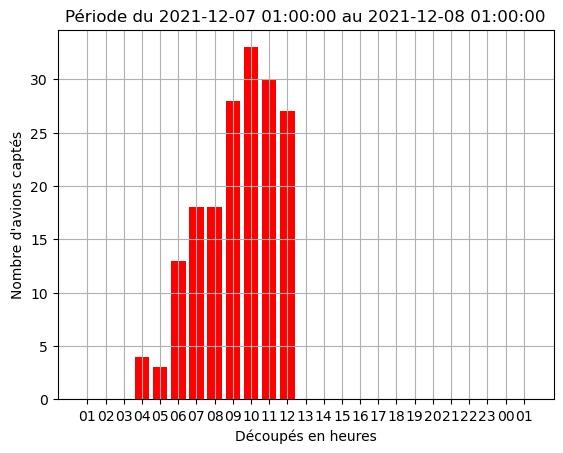 Période du 2021-12-07 01:00:00 au 2021-12-08 01:00:00
Nombre d'avions captés
30
25
20
15
10
5
0
01 02 03 04 05 06 07 08 09 10 11 12 13 14 15 16 17 18 19 20 21 22 23 00 01
Découpés en heures